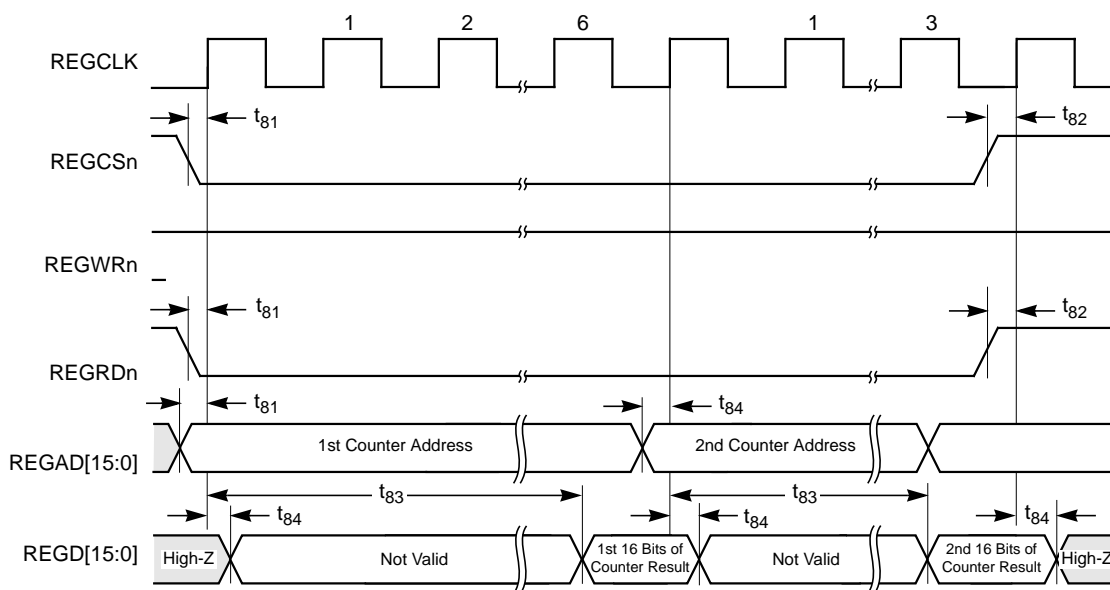 1 2 6 1 3
REGCLK
t81 t82
REGCSn
REGWRn
t81 t82
REGRDn
t81 t84
1st Counter Address 2nd Counter Address
REGAD[15:0]
t83 t83
t84 t84 t84
REGD[15:0] High-Z Not Valid 1st 16 Bits of Counter Result Not Valid 2nd 16 Bits of Counter Result High-Z